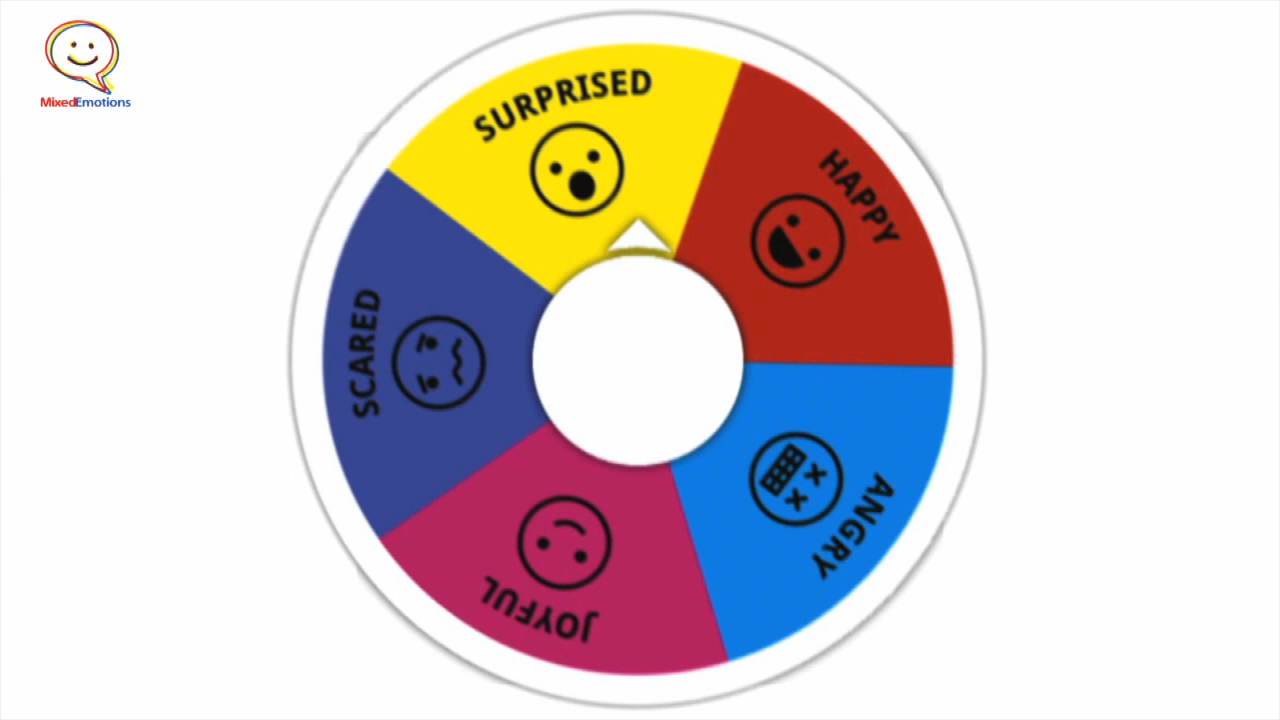 MixedEmotions
SURPRISED
HAPPY
ANGRY
JOYFUL
SCARED